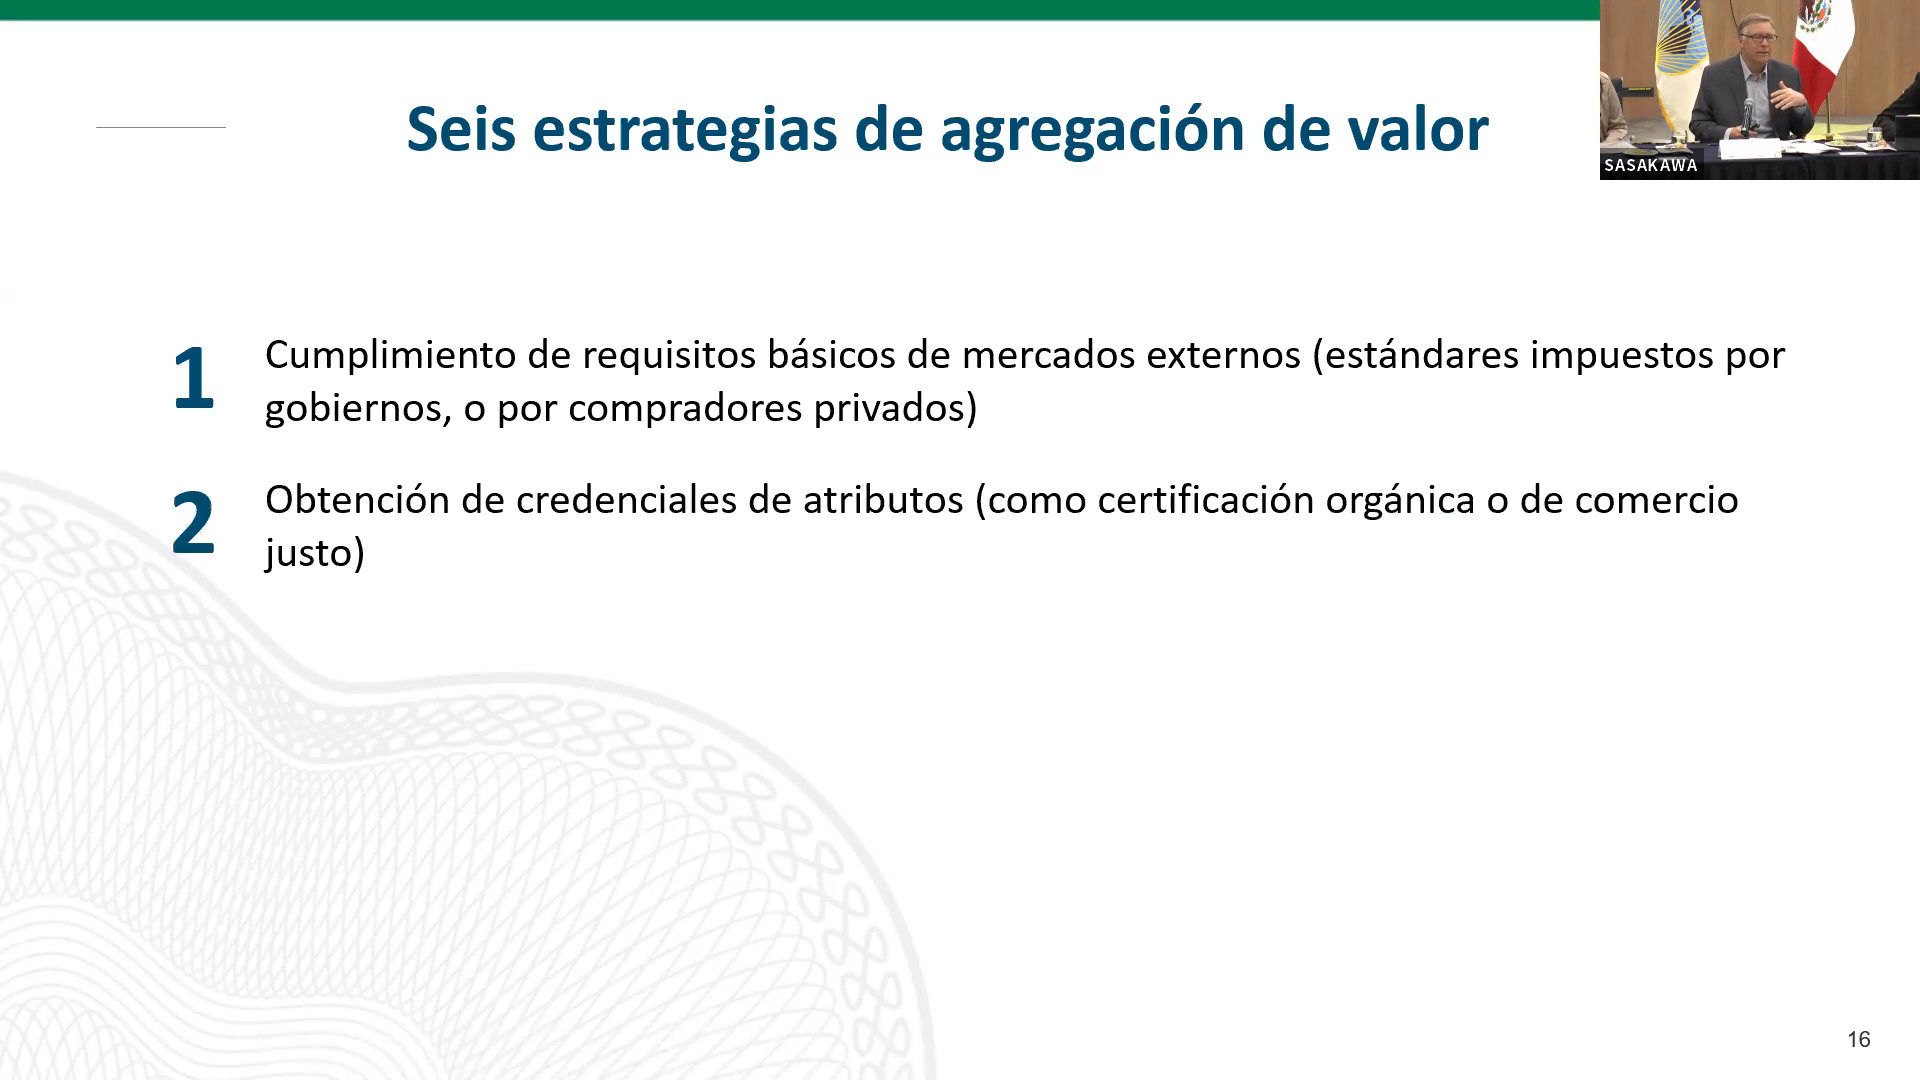 Seis estrategias de agregación de valor
SASAKAWA
1
Cumplimiento de requisitos básicos de mercados externos (estándares impuestos por
gobiernos, o por compradores privados)
2
Obtención de credenciales de atributos (como certificación orgánica o de comercio
justo)
16